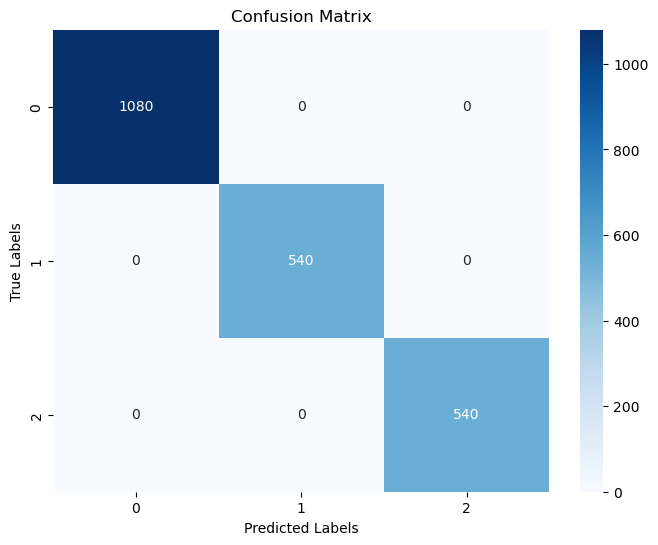 Confusion Matrix
True Labels
0
1080 0 0
1
0 540 0
2
0 0 540
0 1 2
Predicted Labels
1000
800
600
400
200
0